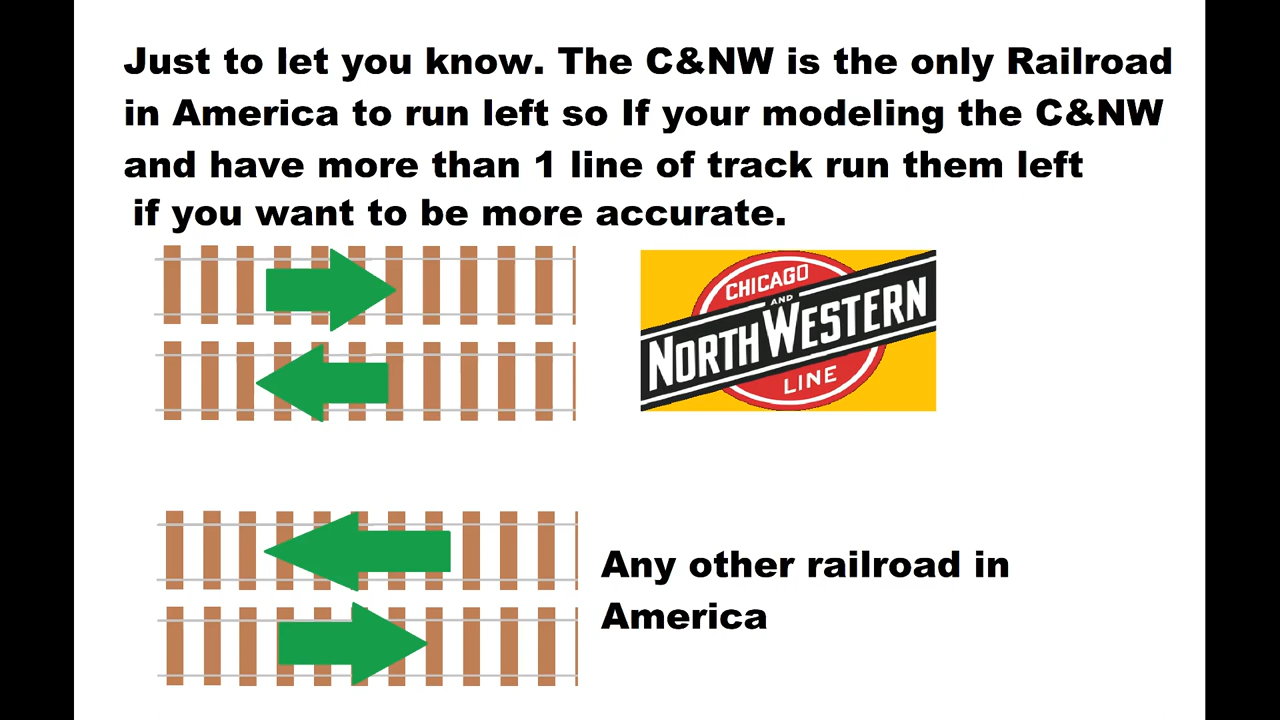 Just to let you know. The C&NW is the only Railroad
in America to run left so If your modeling the C&NW
and have more than 1 line of track run them left
if you want to be more accurate.
CHICAGO
AND
NORTH WESTERN
LINE
Any other railroad in
America